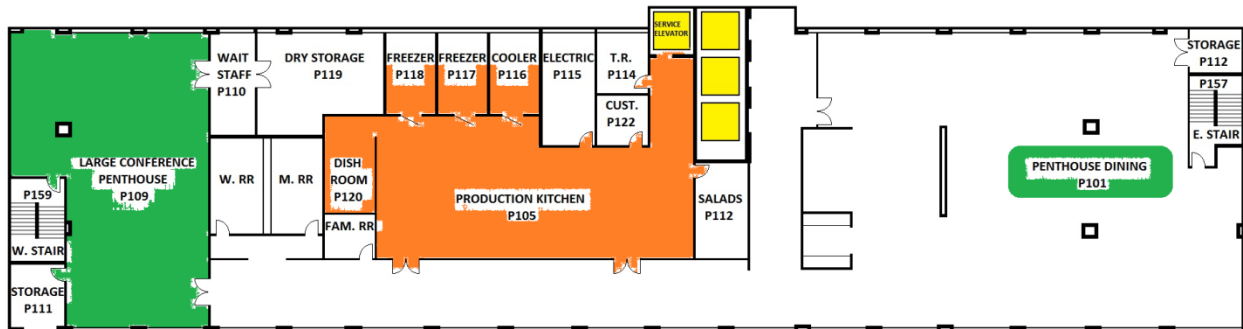 SERVICE
ELEVATOR
WAIT
STAFF
P110
DRY STORAGE
P119
FREEZER
P118
FREEZER
P117
COOLER
P116
ELECTRIC
P115
T.R.
P114
CUST.
P122
STORAGE
P112
P157
E. STAIR
LARGE CONFERENCE
PENTHOUSE
P109
P159
W. STAIR
STORAGE
P111
W. RR
M. RR
DISH
ROOM
P120
FAM. RR
PRODUCTION KITCHEN
P105
SALADS
P112
PENTHOUSE DINING
P101